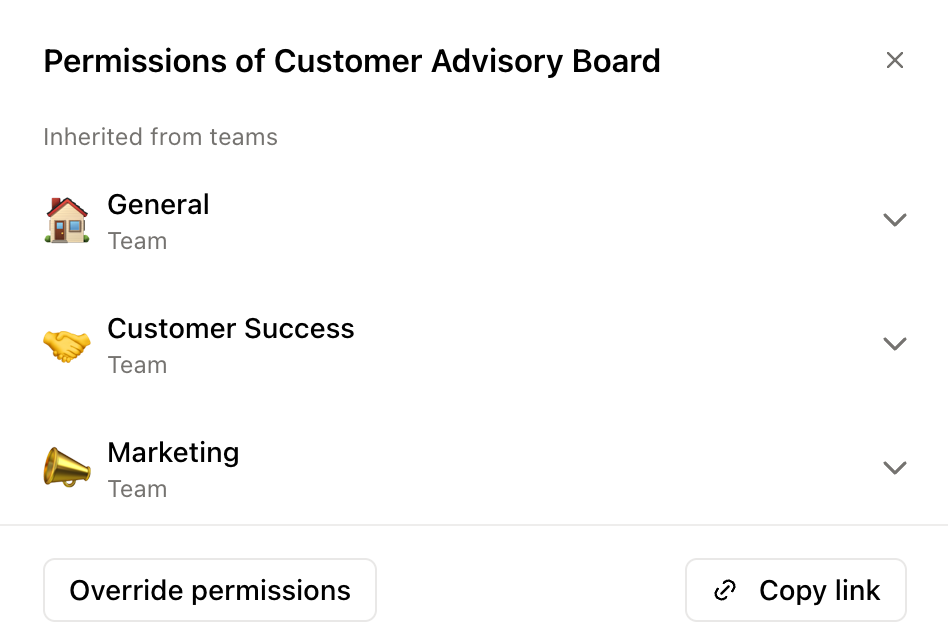 Permissions of Customer Advisory Board
Inherited from teams
General
Team
Customer Success
Team
Marketing
Team
Override permissions
Copy link